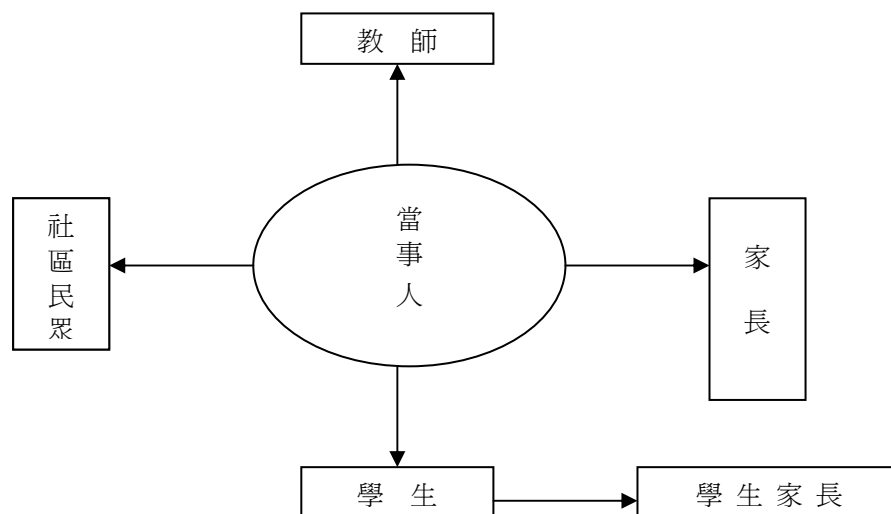 教 師
當事人
社區民眾
家長
學 生
學 生 家 長